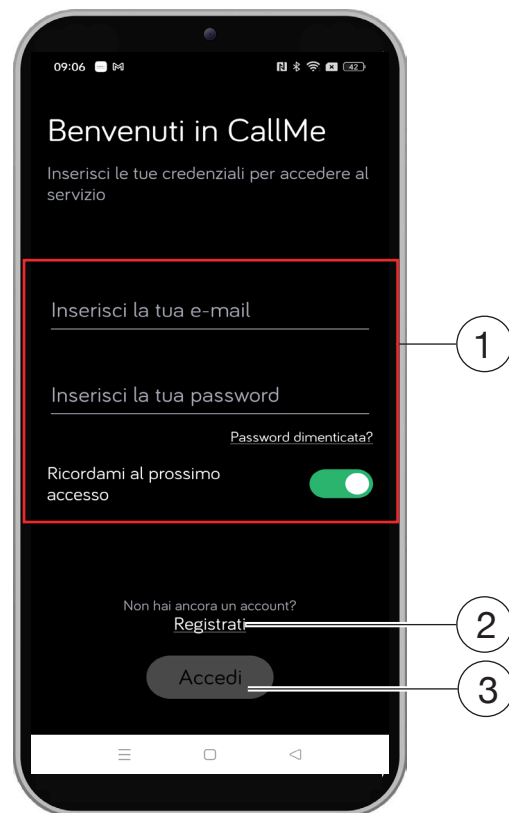 09:06
42
Benvenuti in CallMe
Inserisci le tue credenziali per accedere al
servizio
Inserisci la tua e-mail
1
Inserisci la tua password
Password dimenticata?
Ricordami al prossimo
accesso
Non hai ancora un account?
Registrati
2
Accedi
3